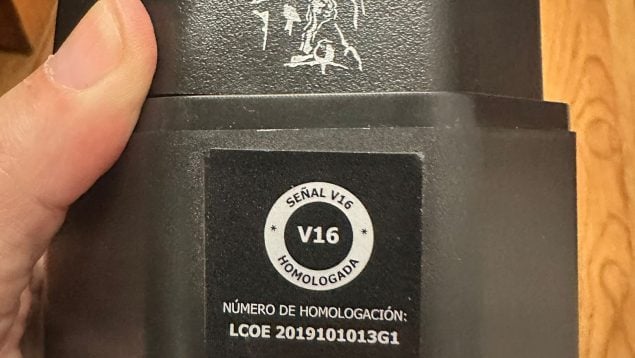 SEÑAL V16
* V16 *
HOMOLOGADA
NÚMERO DE HOMOLOGACIÓN:
LCOE 2019101013G1